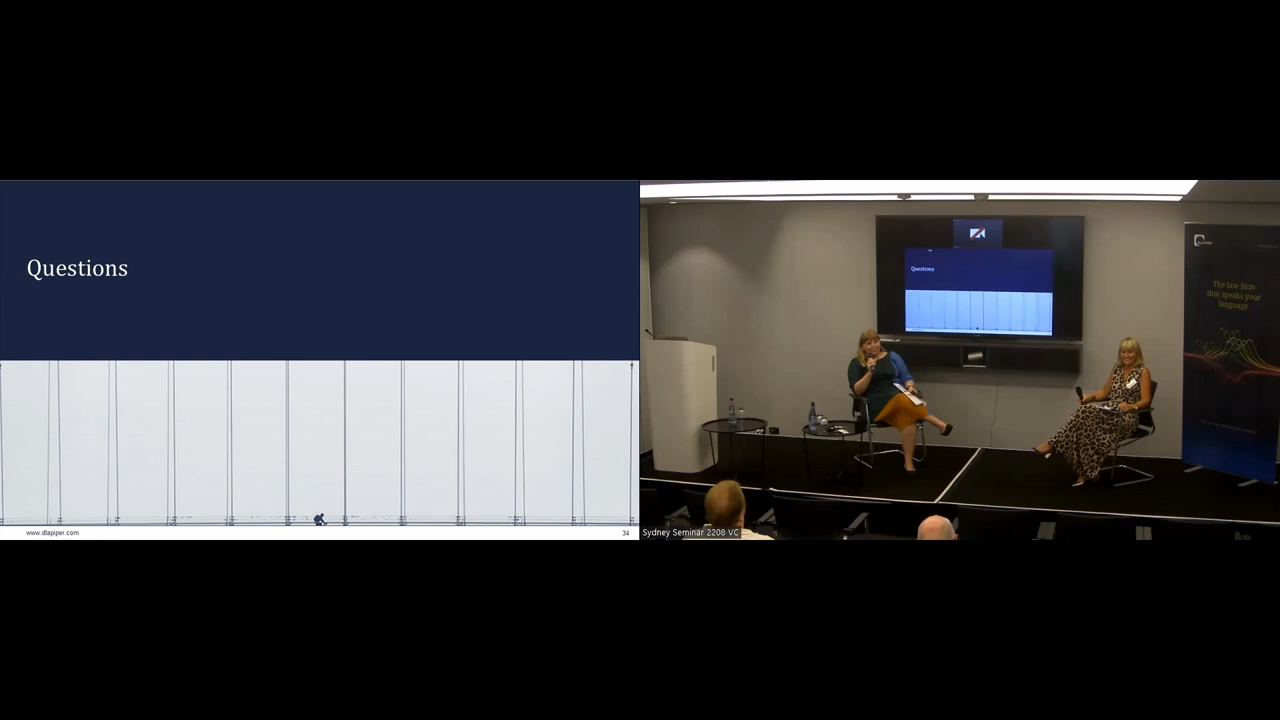 Questions
www.dlapiper.com
34
Questions
The law firm
that speaks your
language
Sydney Seminar 2208 VC